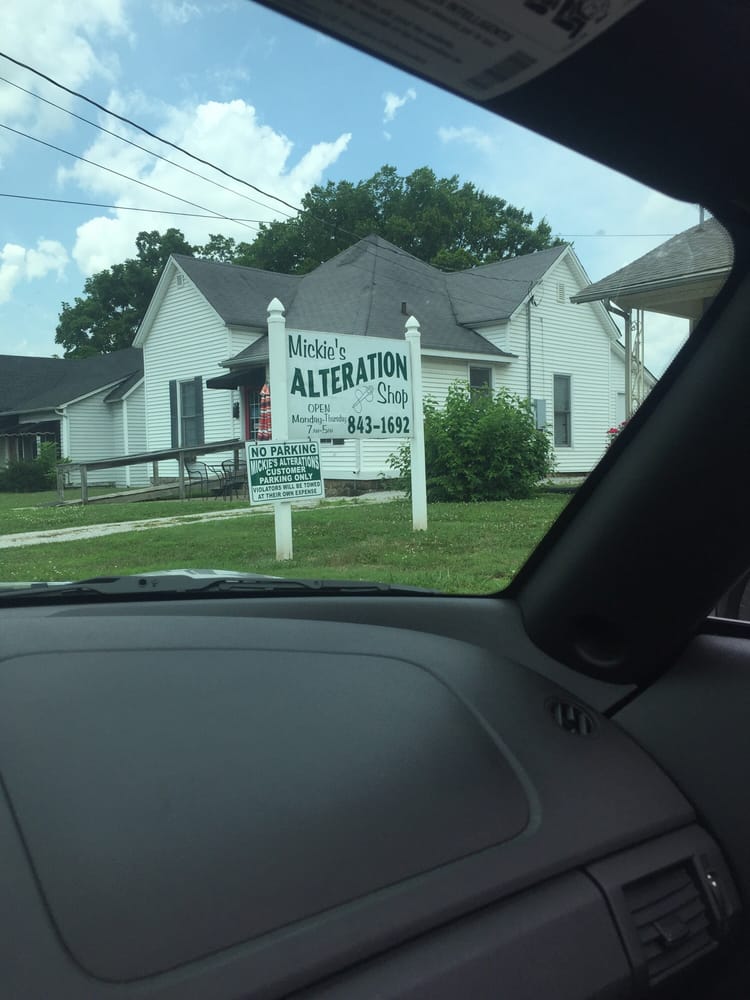 Mickie's
ALTERATION
Shop
OPEN
Monday-Thursday
7AM-5PM
843-1692
NO PARKING
MICKIE'S ALTERATIONS
CUSTOMER
PARKING ONLY
VIOLATORS WILL BE TOWED
AT THEIR OWN EXPENSE